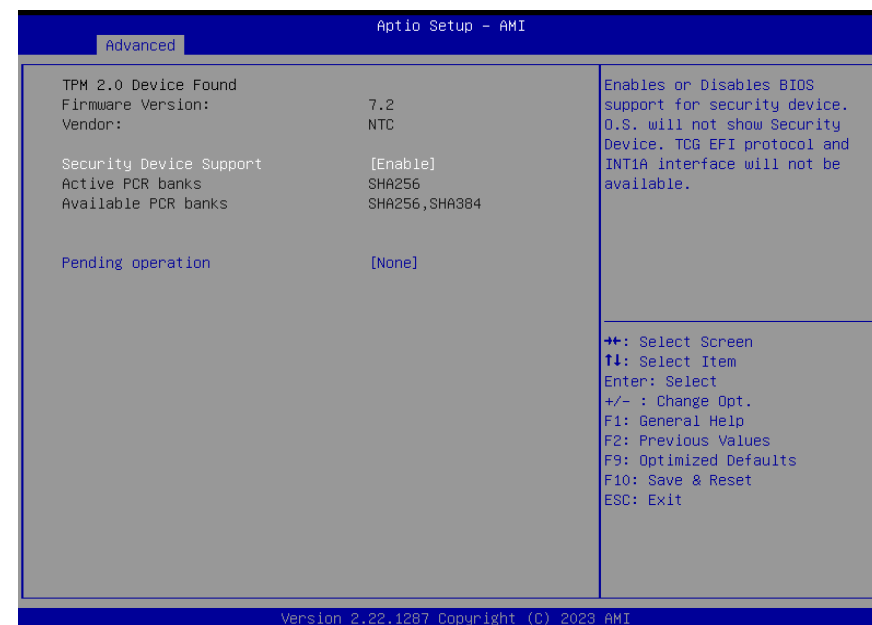 Aptio Setup – AMI
Advanced
TPM 2.0 Device Found
Firmware Version: 7.2
Vendor: NTC
Security Device Support [Enable]
Active PCR banks SHA256
Available PCR banks SHA256,SHA384
Pending operation [None]
Enables or Disables BIOS
support for security device.
O.S. will not show Security
Device. TCG EFI protocol and
INT1A interface will not be
available.
→←: Select Screen
↑↓: Select Item
Enter: Select
+/- : Change Opt.
F1: General Help
F2: Previous Values
F9: Optimized Defaults
F10: Save & Reset
ESC: Exit
Version 2.22.1287 Copyright (C) 2023 AMI